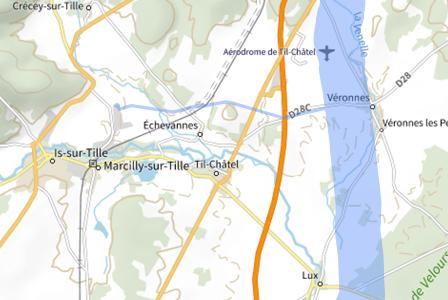 Crécey-sur-Tille
la Venelle
Aérodrome de Til-Châtel
D28
Véronnes
D28C
Échevannes
Véronnes les Pe
Is-sur-Tille
Marcilly-sur-Tille
Til-Châtel
Lux
de Velours